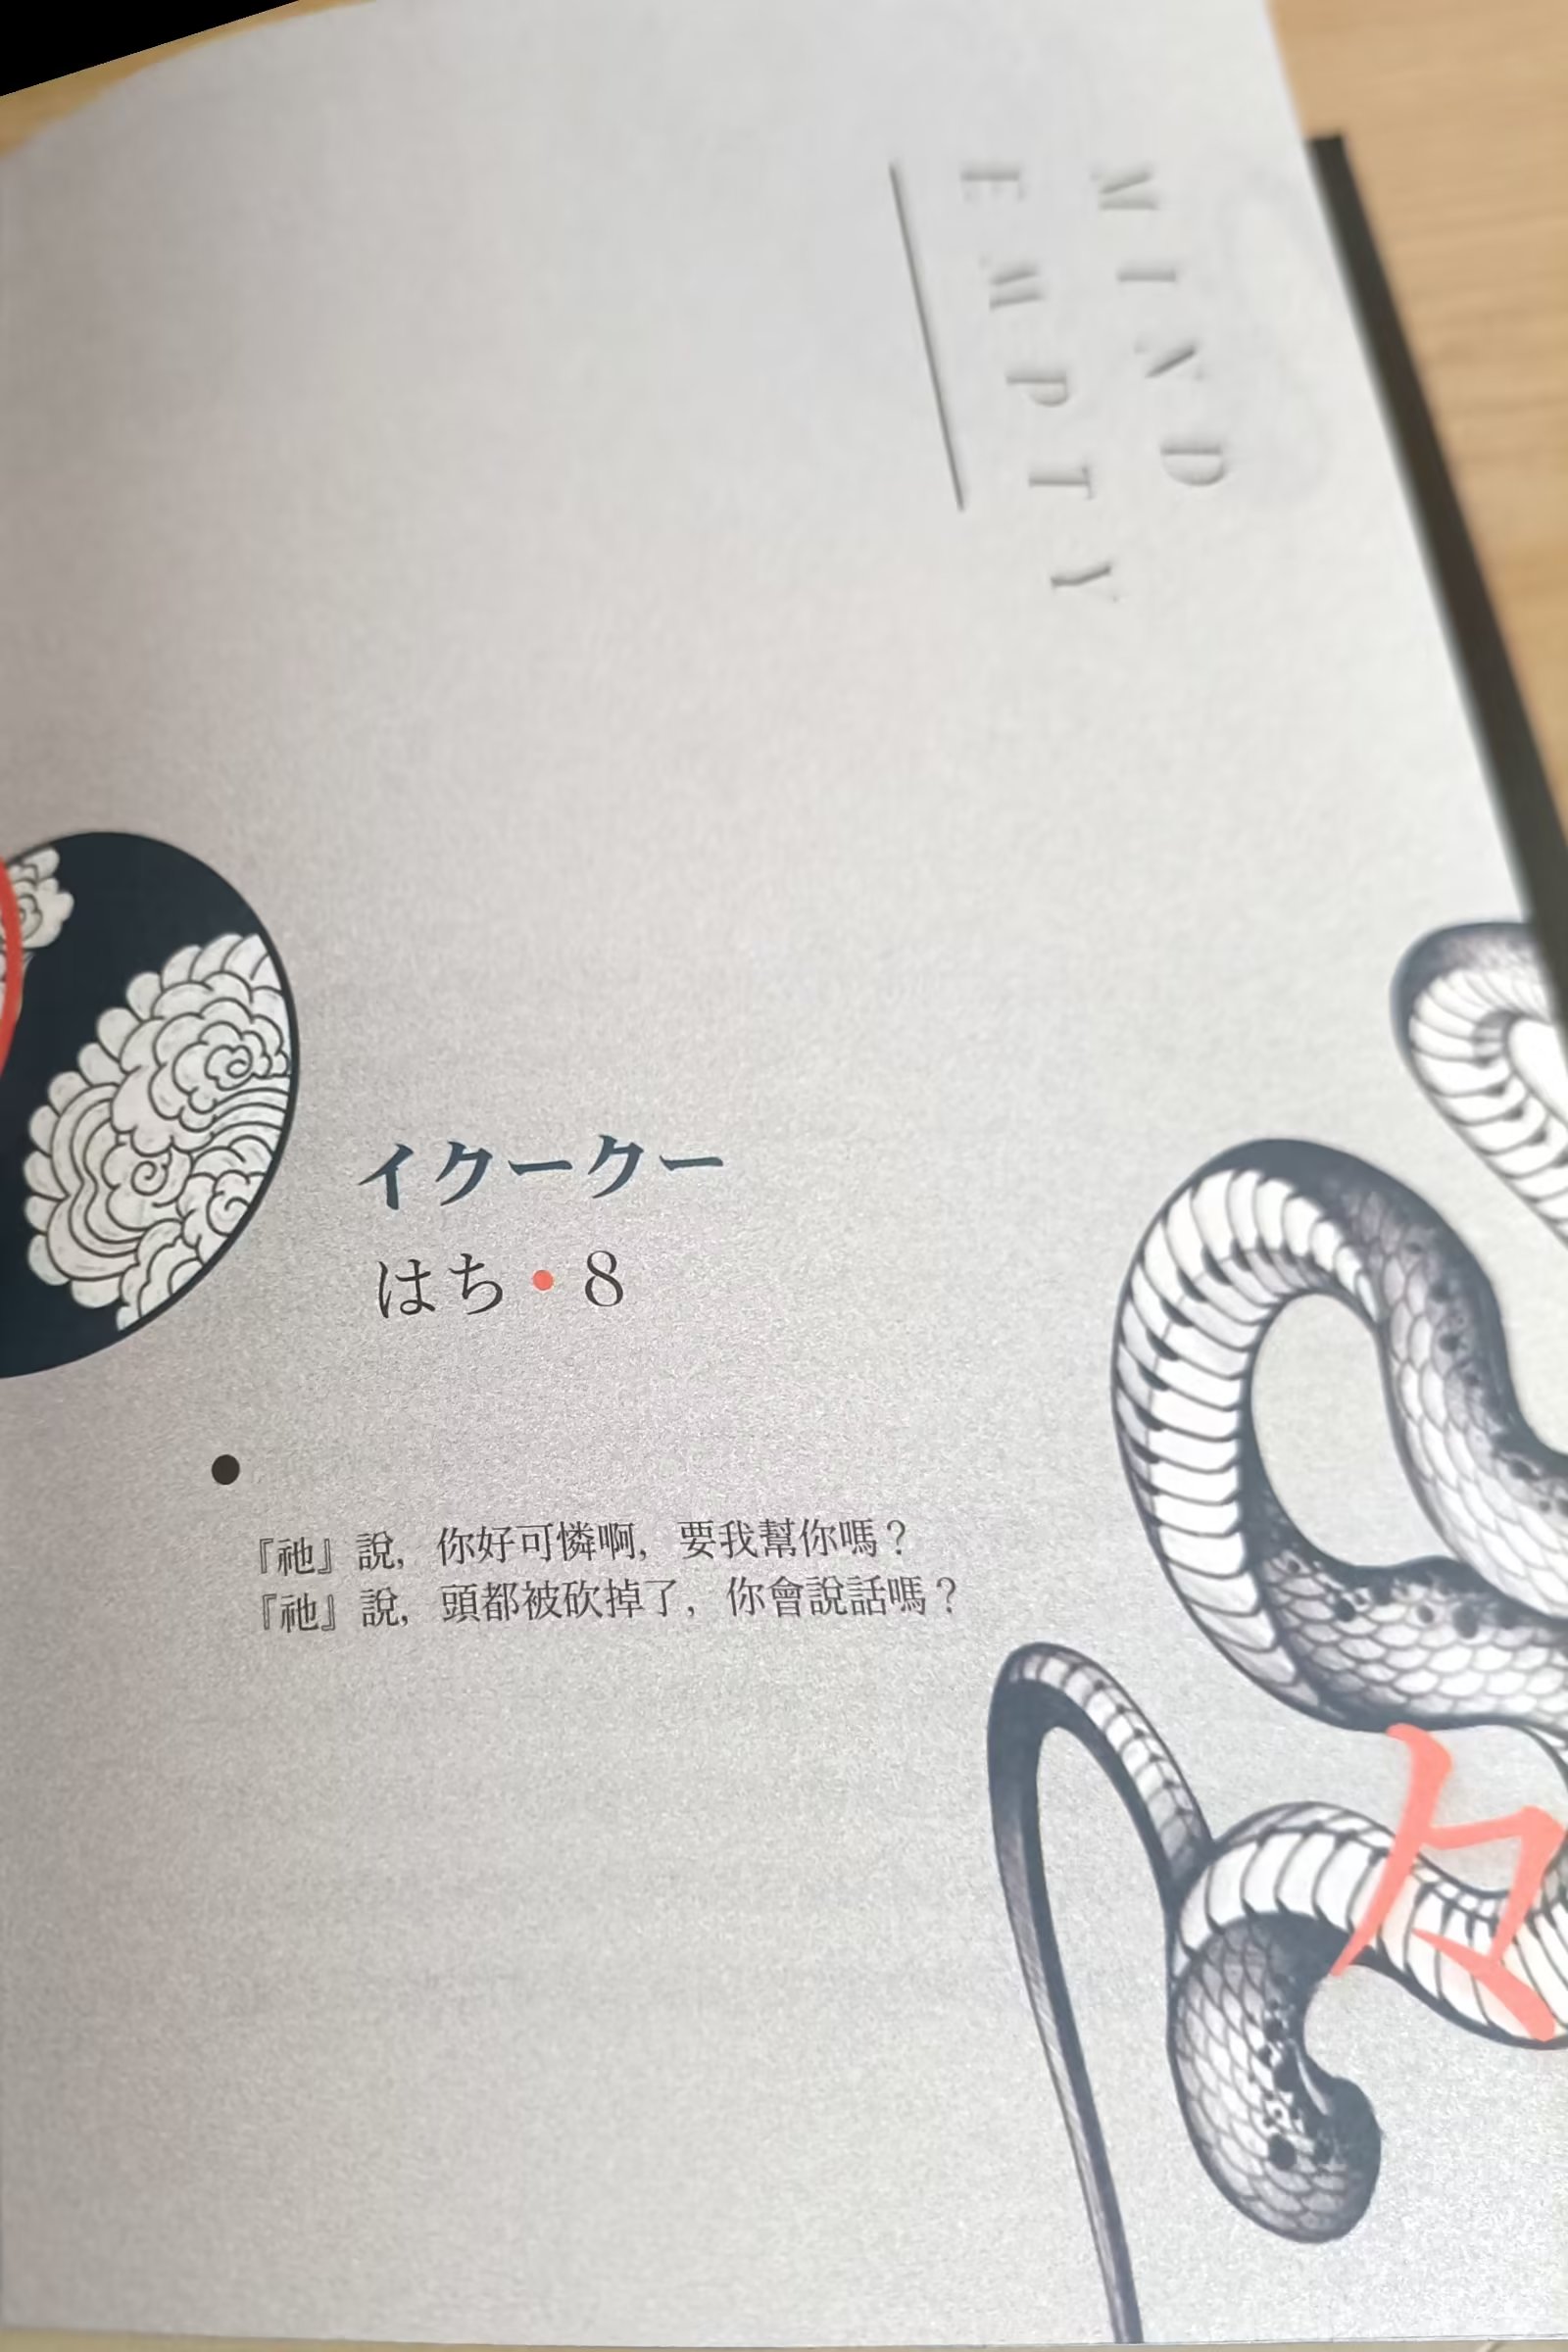 MIND
EMPTY
イクークー
はち・8
『祂』說，你好可憐啊，要我幫你嗎？
『祂』說，頭都被砍掉了，你會說話嗎？
々